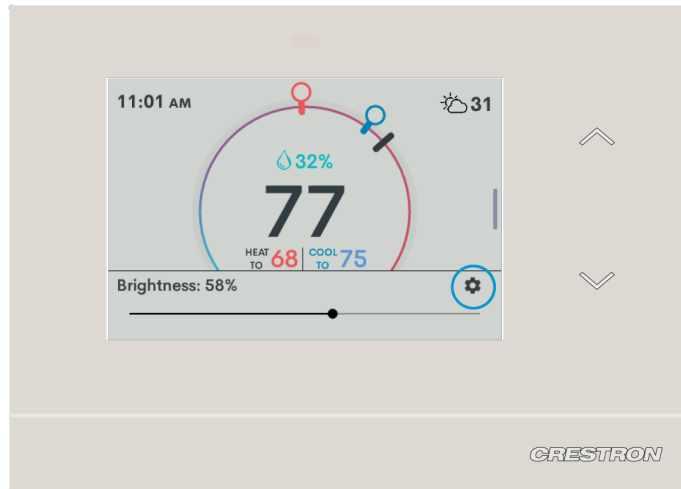 11:01 AM
31
32%
77
HEAT TO 68 COOL TO 75
Brightness: 58%
CRESTRON